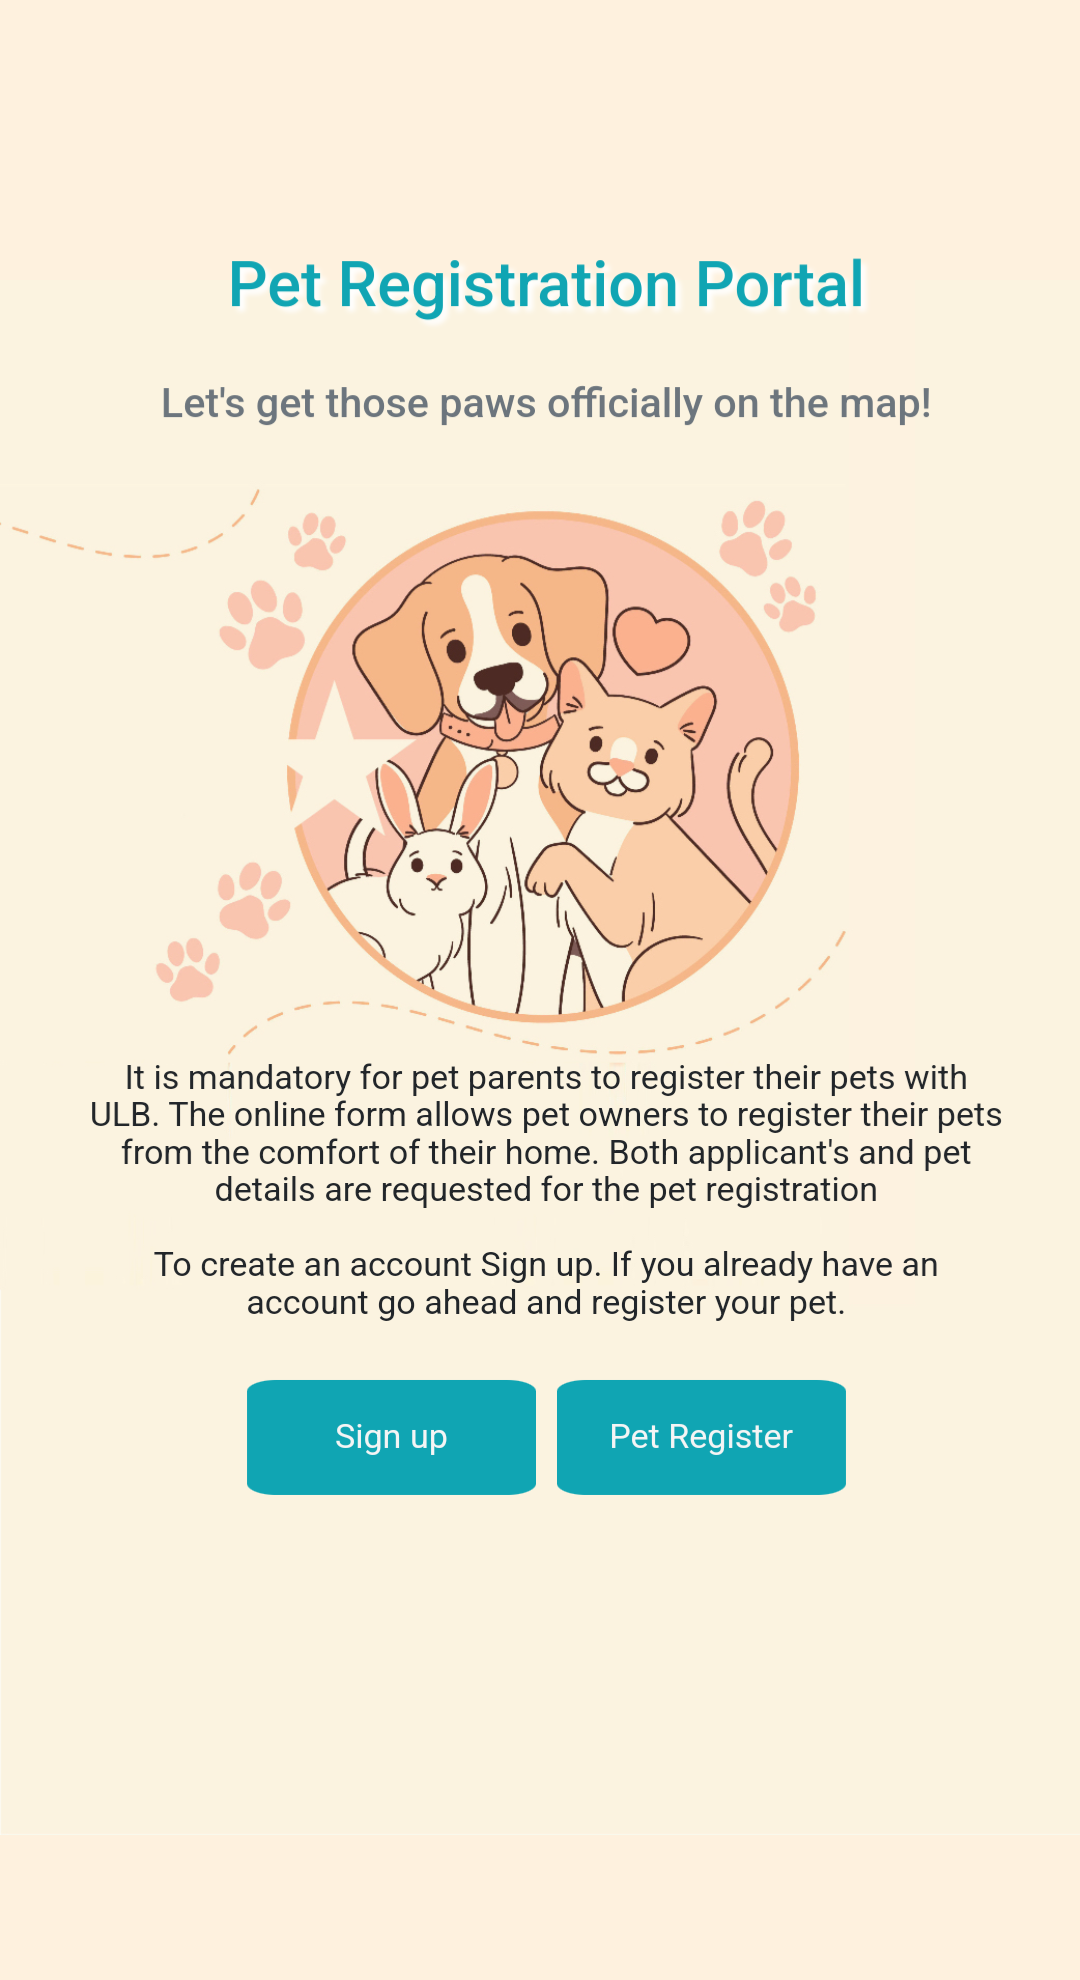 Pet Registration Portal
Let's get those paws officially on the map!
It is mandatory for pet parents to register their pets with
ULB. The online form allows pet owners to register their pets
from the comfort of their home. Both applicant's and pet
details are requested for the pet registration
To create an account Sign up. If you already have an
account go ahead and register your pet.
Sign up
Pet Register